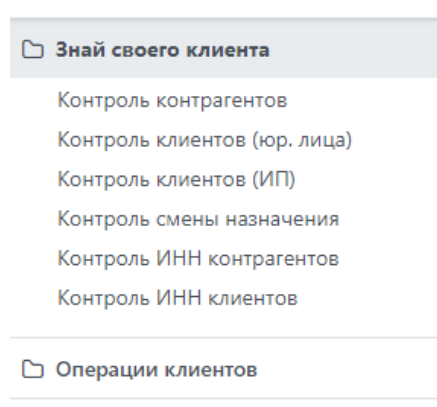 Знай своего клиента
Контроль контрагентов
Контроль клиентов (юр. лица)
Контроль клиентов (ИП)
Контроль смены назначения
Контроль ИНН контрагентов
Контроль ИНН клиентов
Операции клиентов